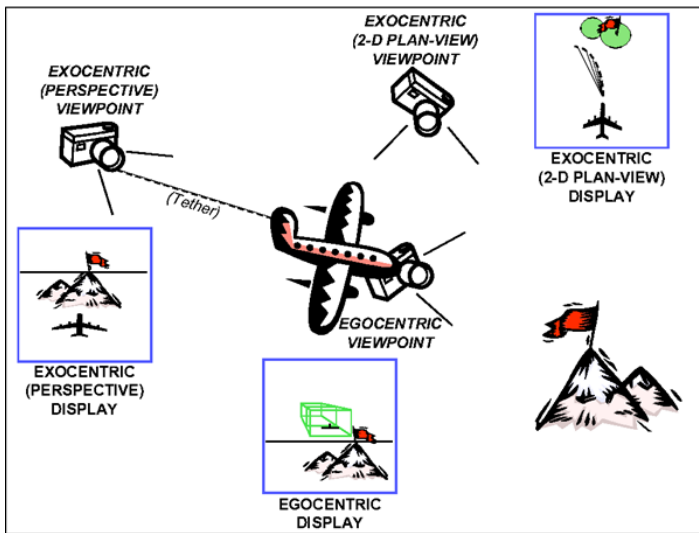 EXOCENTRIC
(PERSPECTIVE)
VIEWPOINT
EXOCENTRIC
(2-D PLAN-VIEW)
VIEWPOINT
EXOCENTRIC
(2-D PLAN-VIEW)
DISPLAY
(Tether)
EGOCENTRIC
VIEWPOINT
EXOCENTRIC
(PERSPECTIVE)
DISPLAY
EGOCENTRIC
DISPLAY